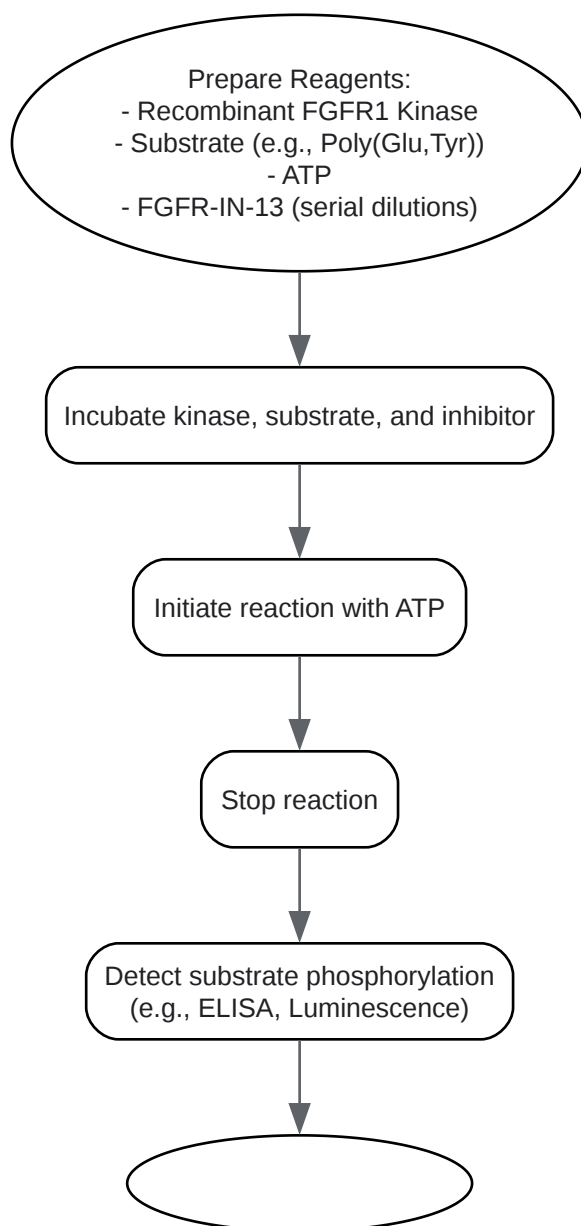 Prepare Reagents:
- Recombinant FGFR1 Kinase
- Substrate (e.g., Poly(Glu,Tyr))
- ATP
- FGFR-IN-13 (serial dilutions)
Incubate kinase, substrate, and inhibitor
Initiate reaction with ATP
Stop reaction
Detect substrate phosphorylation
(e.g., ELISA, Luminescence)